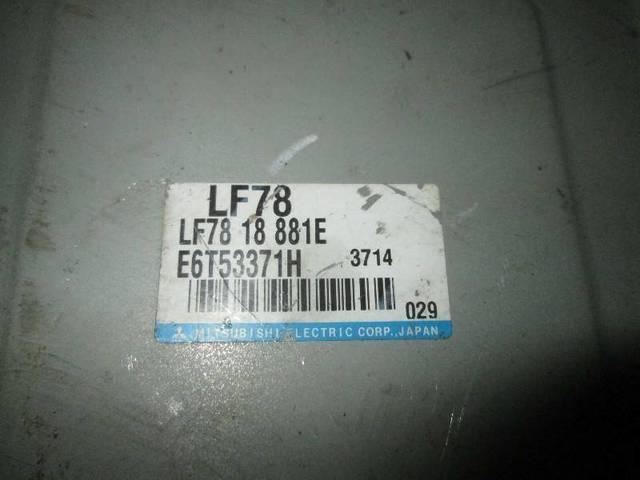 LF78
LF78 18 881E
E6T53371H 3714
029
MITSUBISHI ELECTRIC CORP., JAPAN